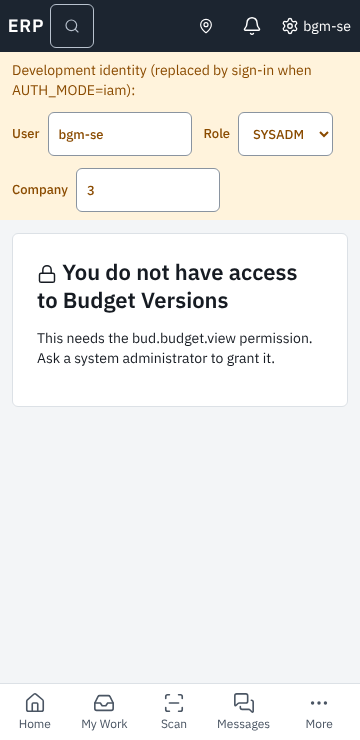 ERP
bgm-se
Development identity (replaced by sign-in when
AUTH_MODE=iam):
User bgm-se Role SYSADM
Company 3
You do not have access
to Budget Versions
This needs the bud.budget.view permission.
Ask a system administrator to grant it.
Home My Work Scan Messages More